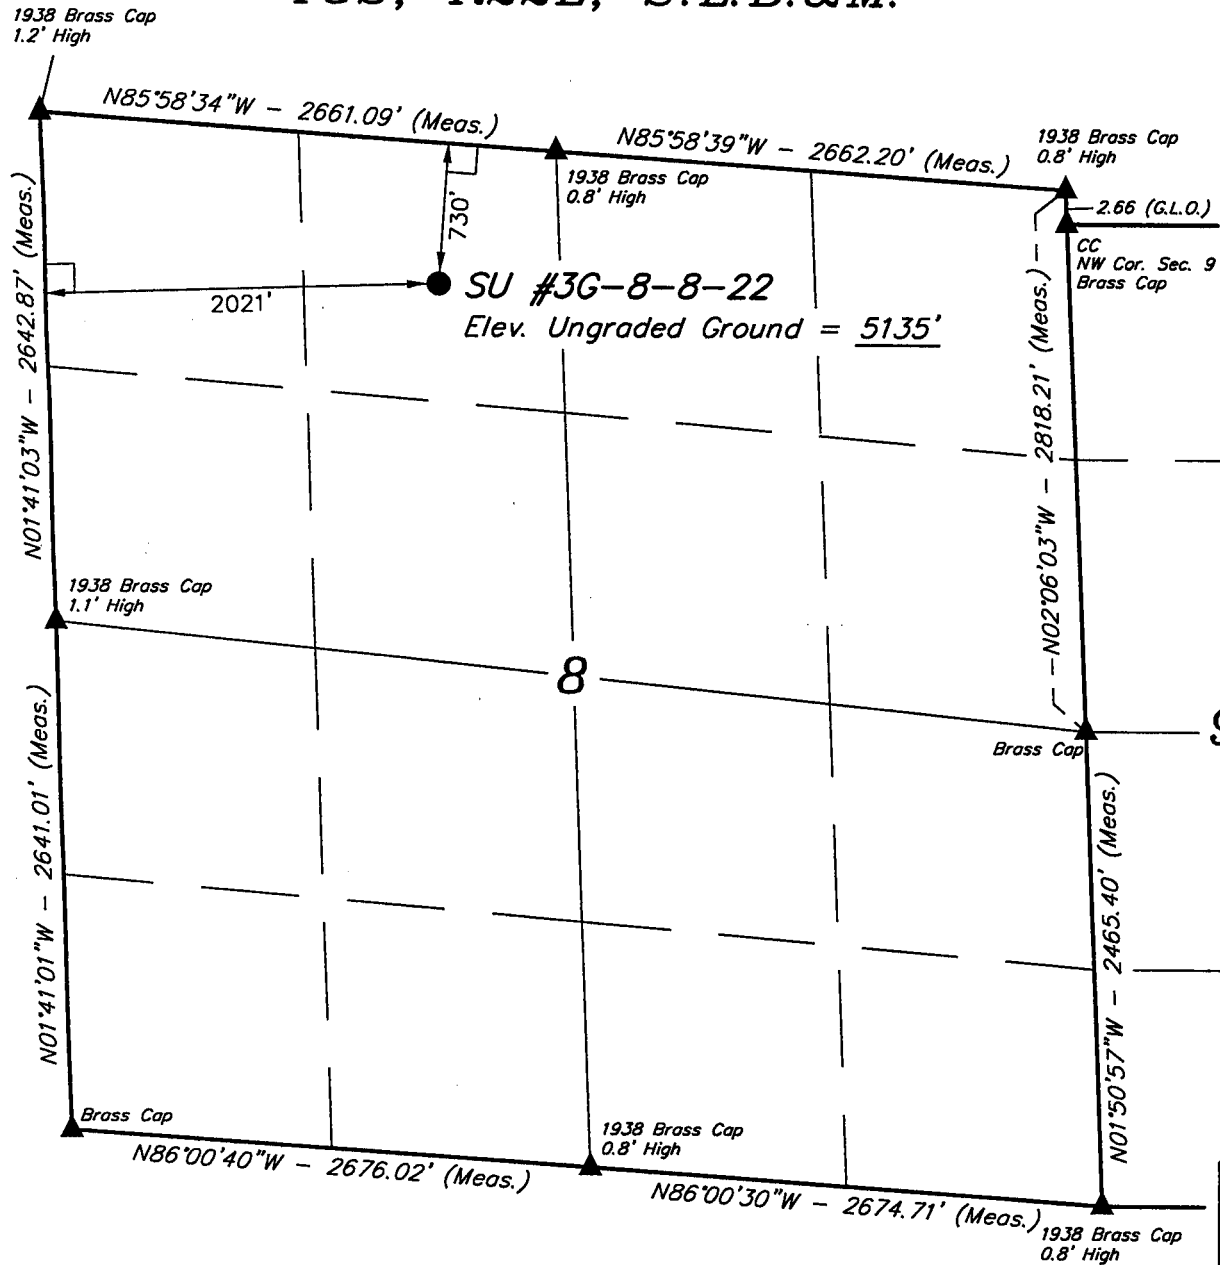 1938 Brass Cap
1.2' High
N85°58'34"W – 2661.09' (Meas.)
N85°58'39"W – 2662.20' (Meas.)
1938 Brass Cap
0.8' High
1938 Brass Cap
0.8' High
2.66 (G.L.O.)
CC
NW Cor. Sec. 9
Brass Cap
730'
2021'
SU #3G-8-8-22
Elev. Ungraded Ground = 5135'
N01°41'03"W – 2642.87' (Meas.)
N02°06'03"W – 2818.21' (Meas.)
1938 Brass Cap
1.1' High
8
Brass Cap
N01°41'01"W – 2641.01' (Meas.)
N01°50'57"W – 2465.40' (Meas.)
Brass Cap
1938 Brass Cap
0.8' High
N86°00'40"W – 2676.02' (Meas.)
N86°00'30"W – 2674.71' (Meas.)
1938 Brass Cap
0.8' High